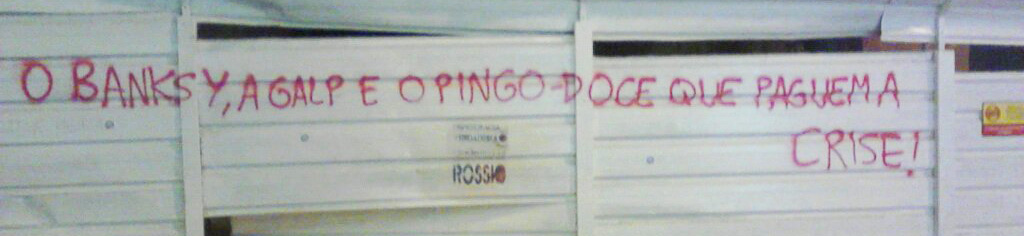 O BANKSY, A GALP E O PINGO-DOCE QUE PAGUEM A
CRISE!
ROSSIO